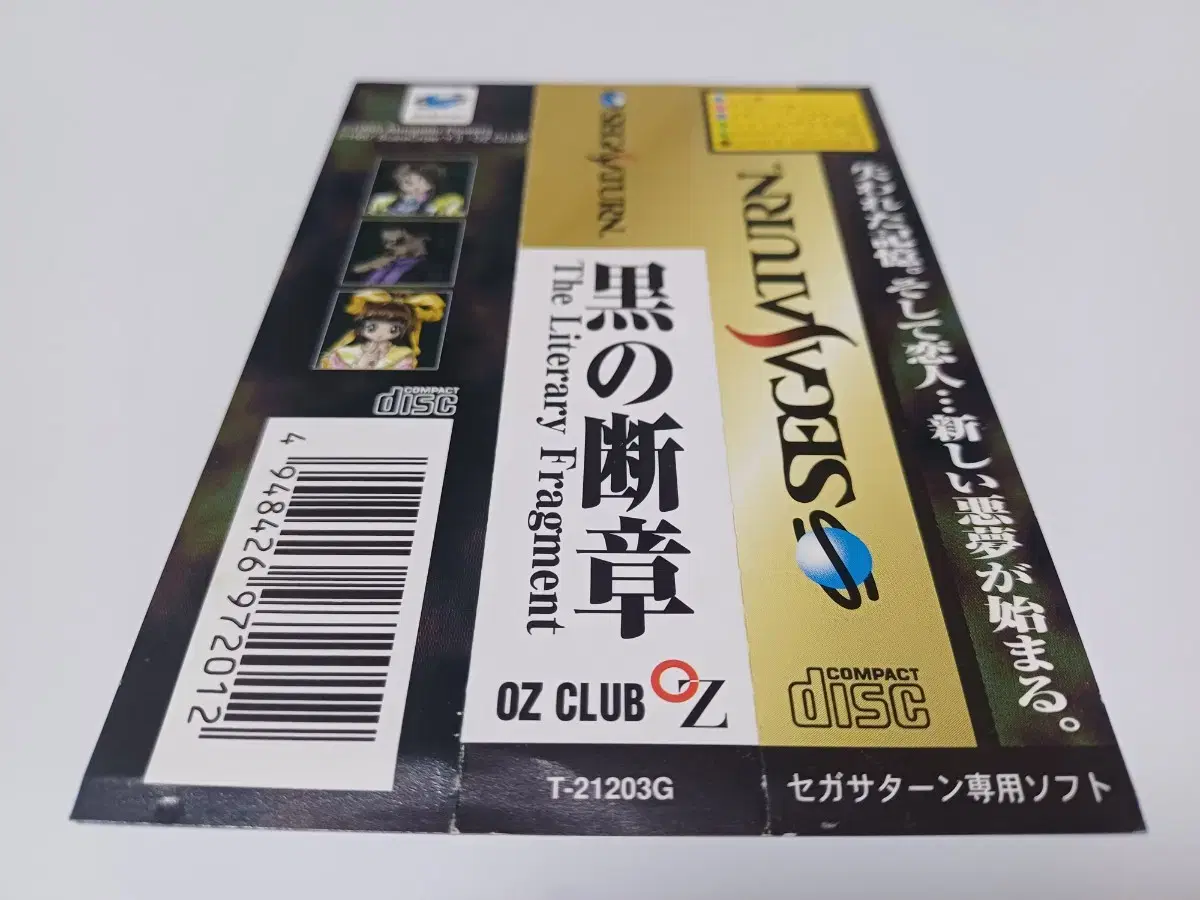 失われた記憶。そして恋人…新しい悪夢が始まる。
セガサターン専用ソフト
SEGA SATURN
COMPACT
disc
SEGA SATURN
黒の断章
The Literary Fragment
OZ
OZ CLUB
T-21203G
COMPACT
disc
4 948426 972012